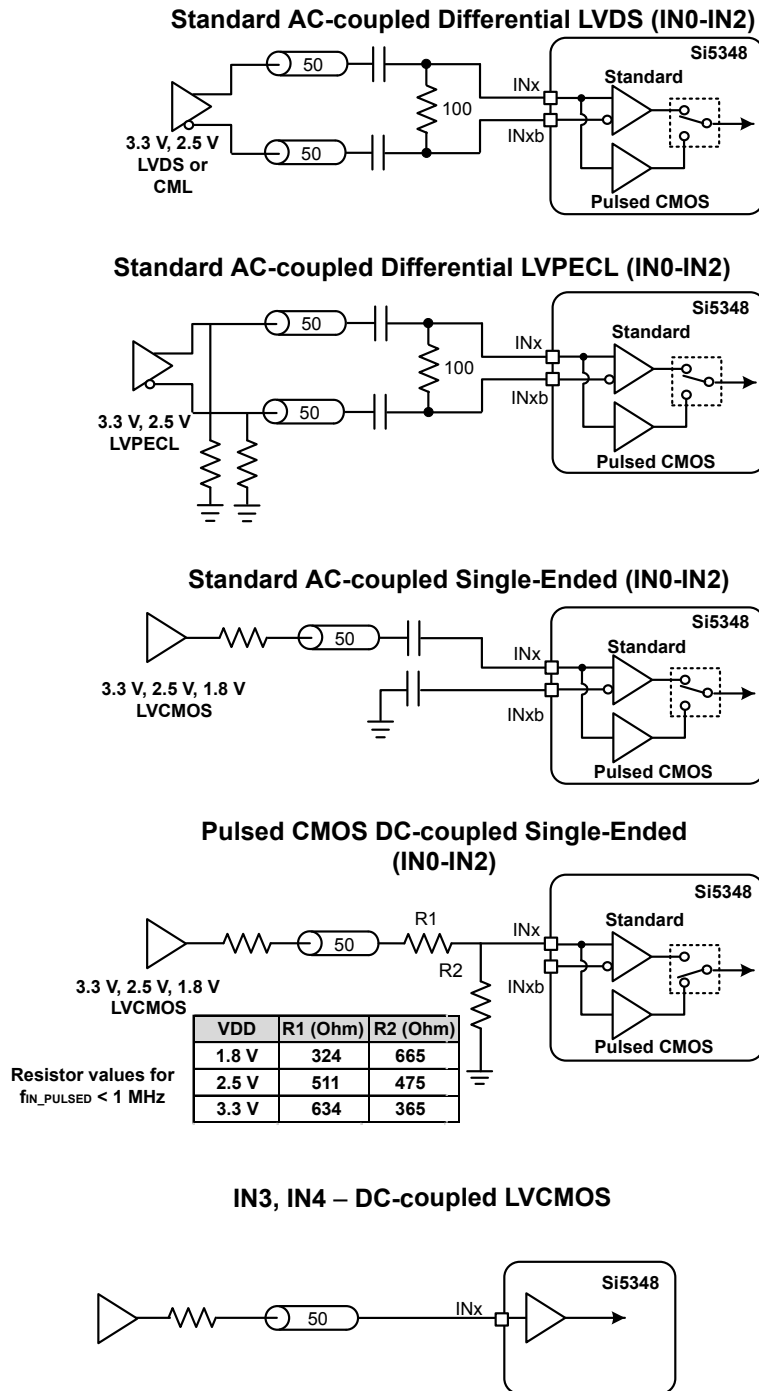 Standard AC-coupled Differential LVDS (IN0-IN2)
Si5348
50
INx
Standard
100
3.3 V, 2.5 V
LVDS or
CML
50
INxb
Pulsed CMOS
Standard AC-coupled Differential LVPECL (IN0-IN2)
Si5348
50
INx
Standard
100
3.3 V, 2.5 V
LVPECL
50
INxb
Pulsed CMOS
Standard AC-coupled Single-Ended (IN0-IN2)
Si5348
50
INx
Standard
3.3 V, 2.5 V, 1.8 V
LVCMOS
INxb
Pulsed CMOS
Pulsed CMOS DC-coupled Single-Ended
(IN0-IN2)
Si5348
R1
50
INx
Standard
R2
INxb
3.3 V, 2.5 V, 1.8 V
LVCMOS
Pulsed CMOS
VDD R1 (Ohm) R2 (Ohm)
1.8 V 324 665
2.5 V 511 475
3.3 V 634 365
Resistor values for
fIN_PULSED < 1 MHz
IN3, IN4 – DC-coupled LVCMOS
Si5348
50
INx